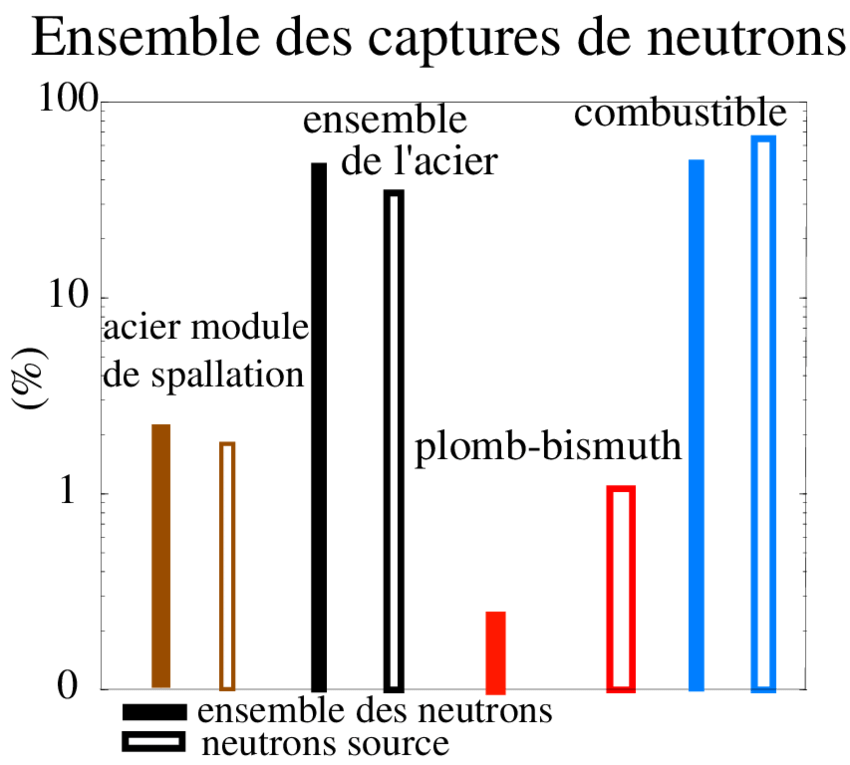 Ensemble des captures de neutrons
100
10
1
0
(%)
ensemble
de l'acier
combustible
acier module
de spallation
plomb-bismuth
ensemble des neutrons
neutrons source